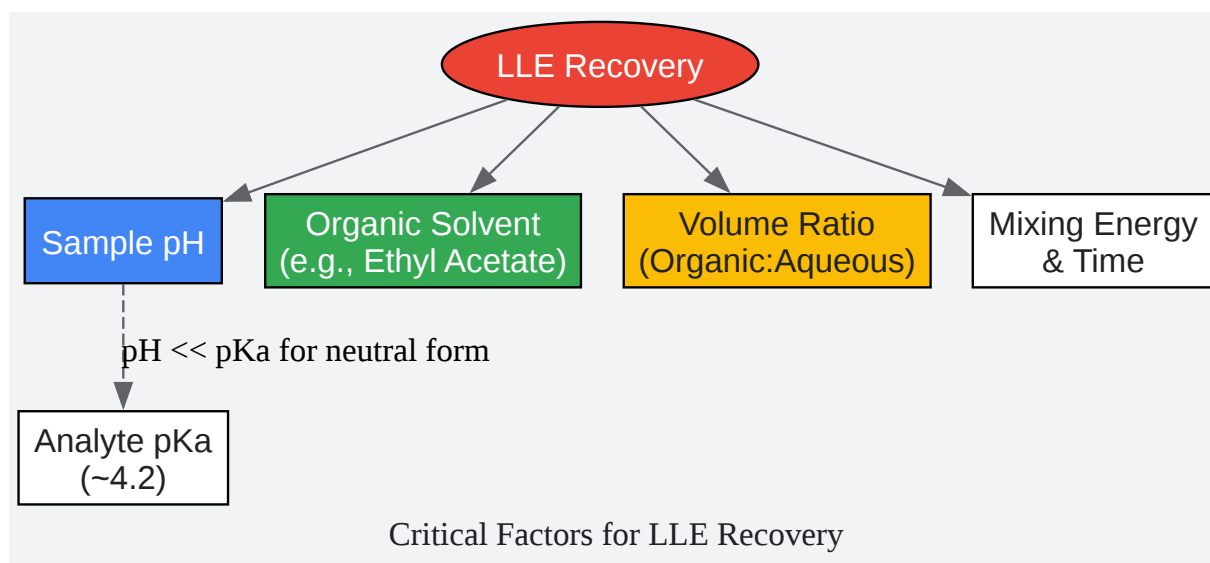 LLE Recovery
Sample pH
Organic Solvent
(e.g., Ethyl Acetate)
Volume Ratio
(Organic:Aqueous)
Mixing Energy
& Time
pH << pKa for neutral form
Analyte pKa
(~4.2)
Critical Factors for LLE Recovery